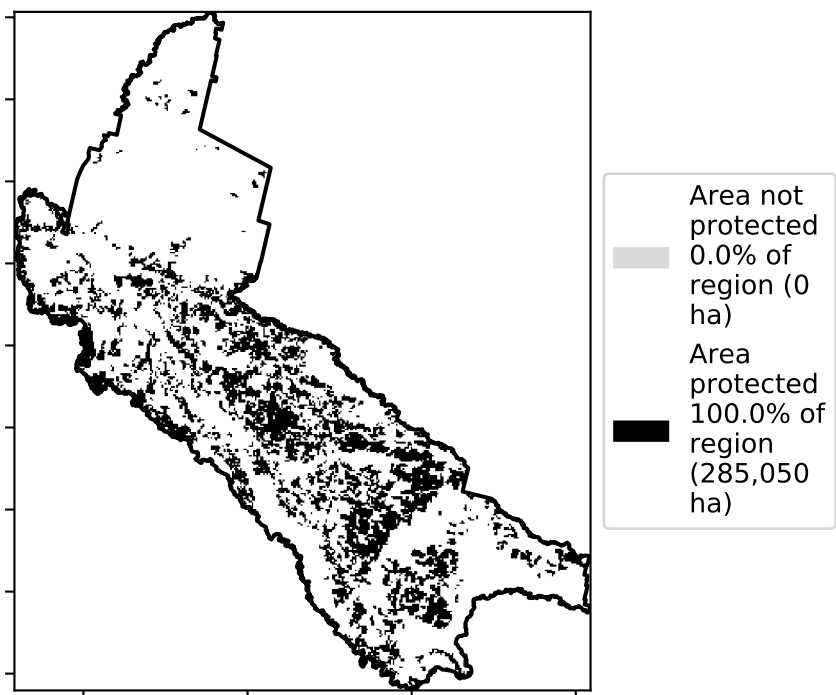 Area not
protected
0.0% of
region (0
ha)
Area
protected
100.0% of
region
(285,050
ha)